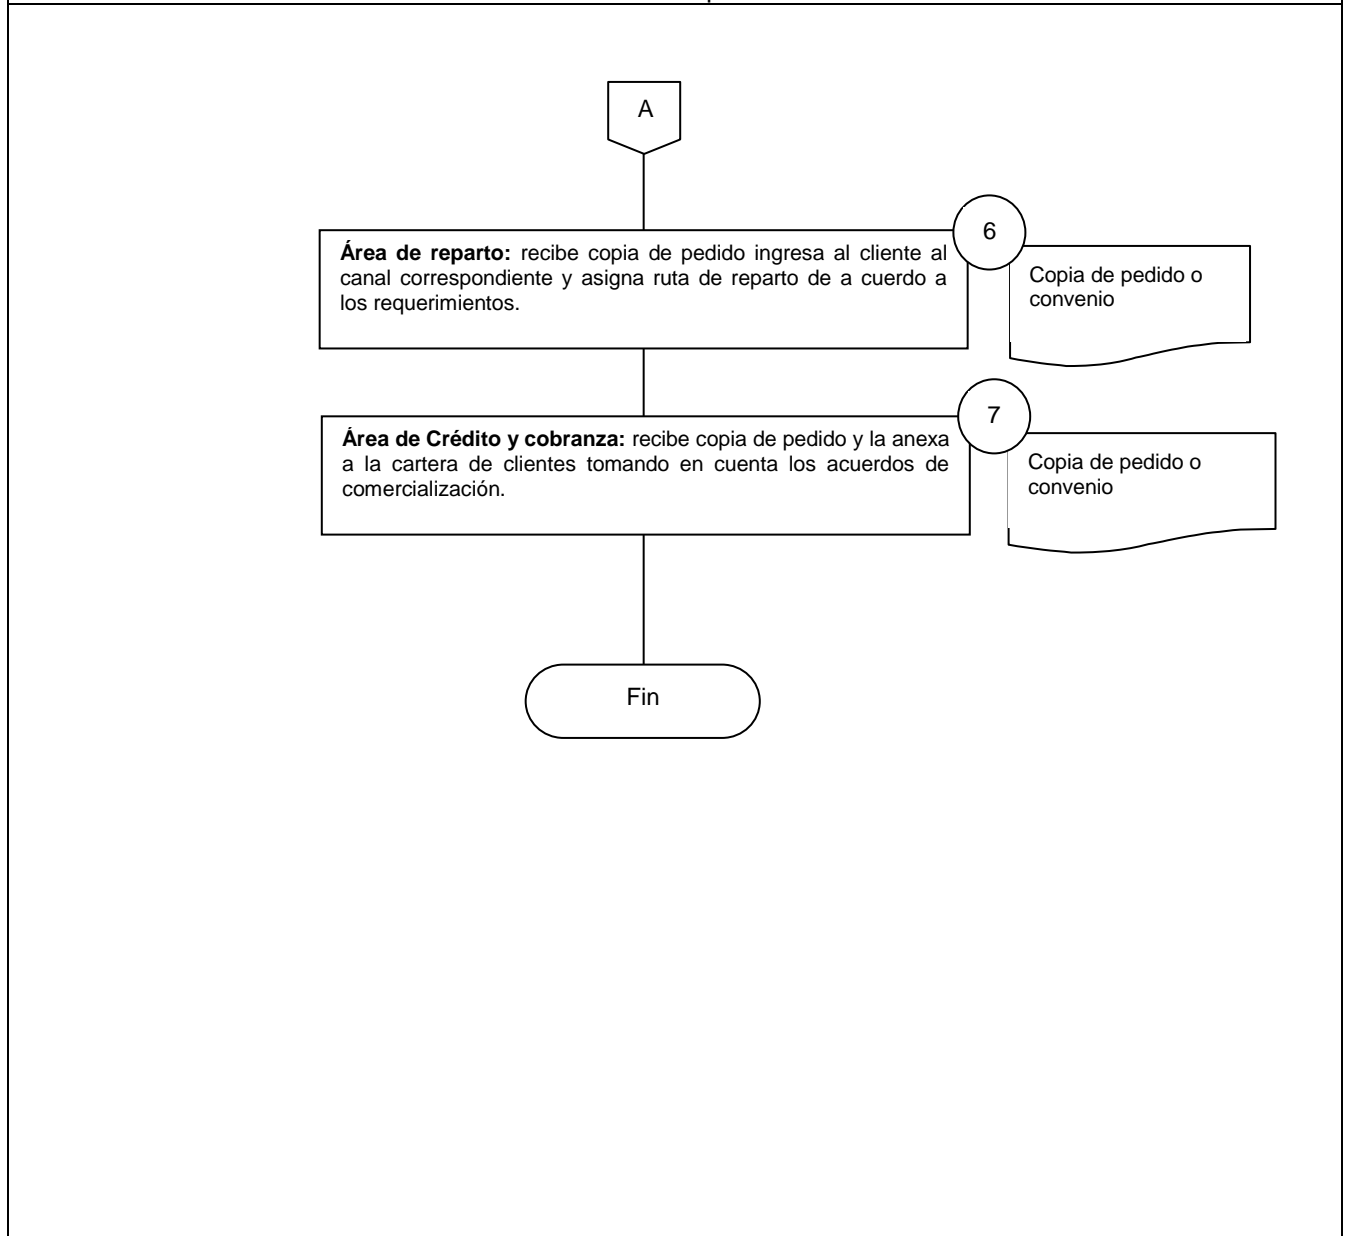 A
6
Área de reparto: recibe copia de pedido ingresa al cliente al
canal correspondiente y asigna ruta de reparto de a cuerdo a
los requerimientos.
Copia de pedido o
convenio
7
Área de Crédito y cobranza: recibe copia de pedido y la anexa
a la cartera de clientes tomando en cuenta los acuerdos de
comercialización.
Copia de pedido o
convenio
Fin